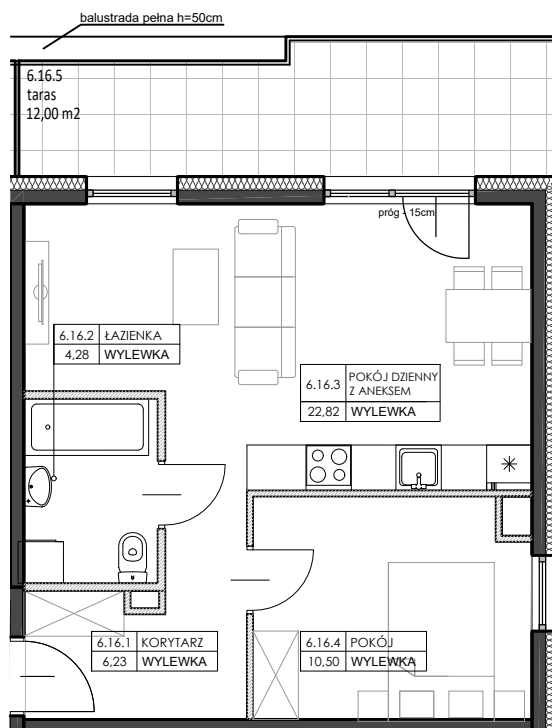 balustrada pełna h=50cm
6.16.5
taras
12,00 m2
próg - 15cm
6.16.2 ŁAZIENKA
4,28 WYLEWKA
6.16.3 POKÓJ DZIENNY
Z ANEKSEM
22,82 WYLEWKA
6.16.1 KORYTARZ
6,23 WYLEWKA
6.16.4 POKÓJ
10,50 WYLEWKA